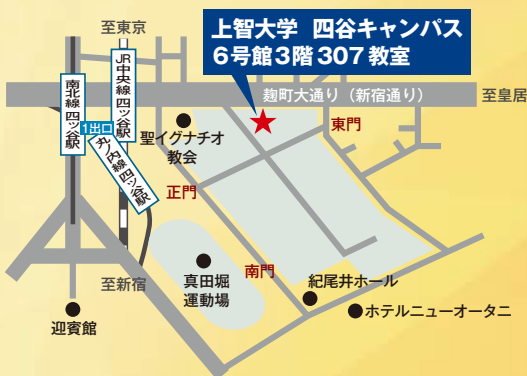 至東京
上智大学 四谷キャンパス
6号館3階307教室
JR中央線四ッ谷駅
南北線四ッ谷駅
麹町大通り（新宿通り）
至皇居
1出口
丸ノ内線四ッ谷駅
聖イグナチオ
教会
東門
正門
南門
至新宿
真田堀
運動場
紀尾井ホール
迎賓館
ホテルニューオータニ